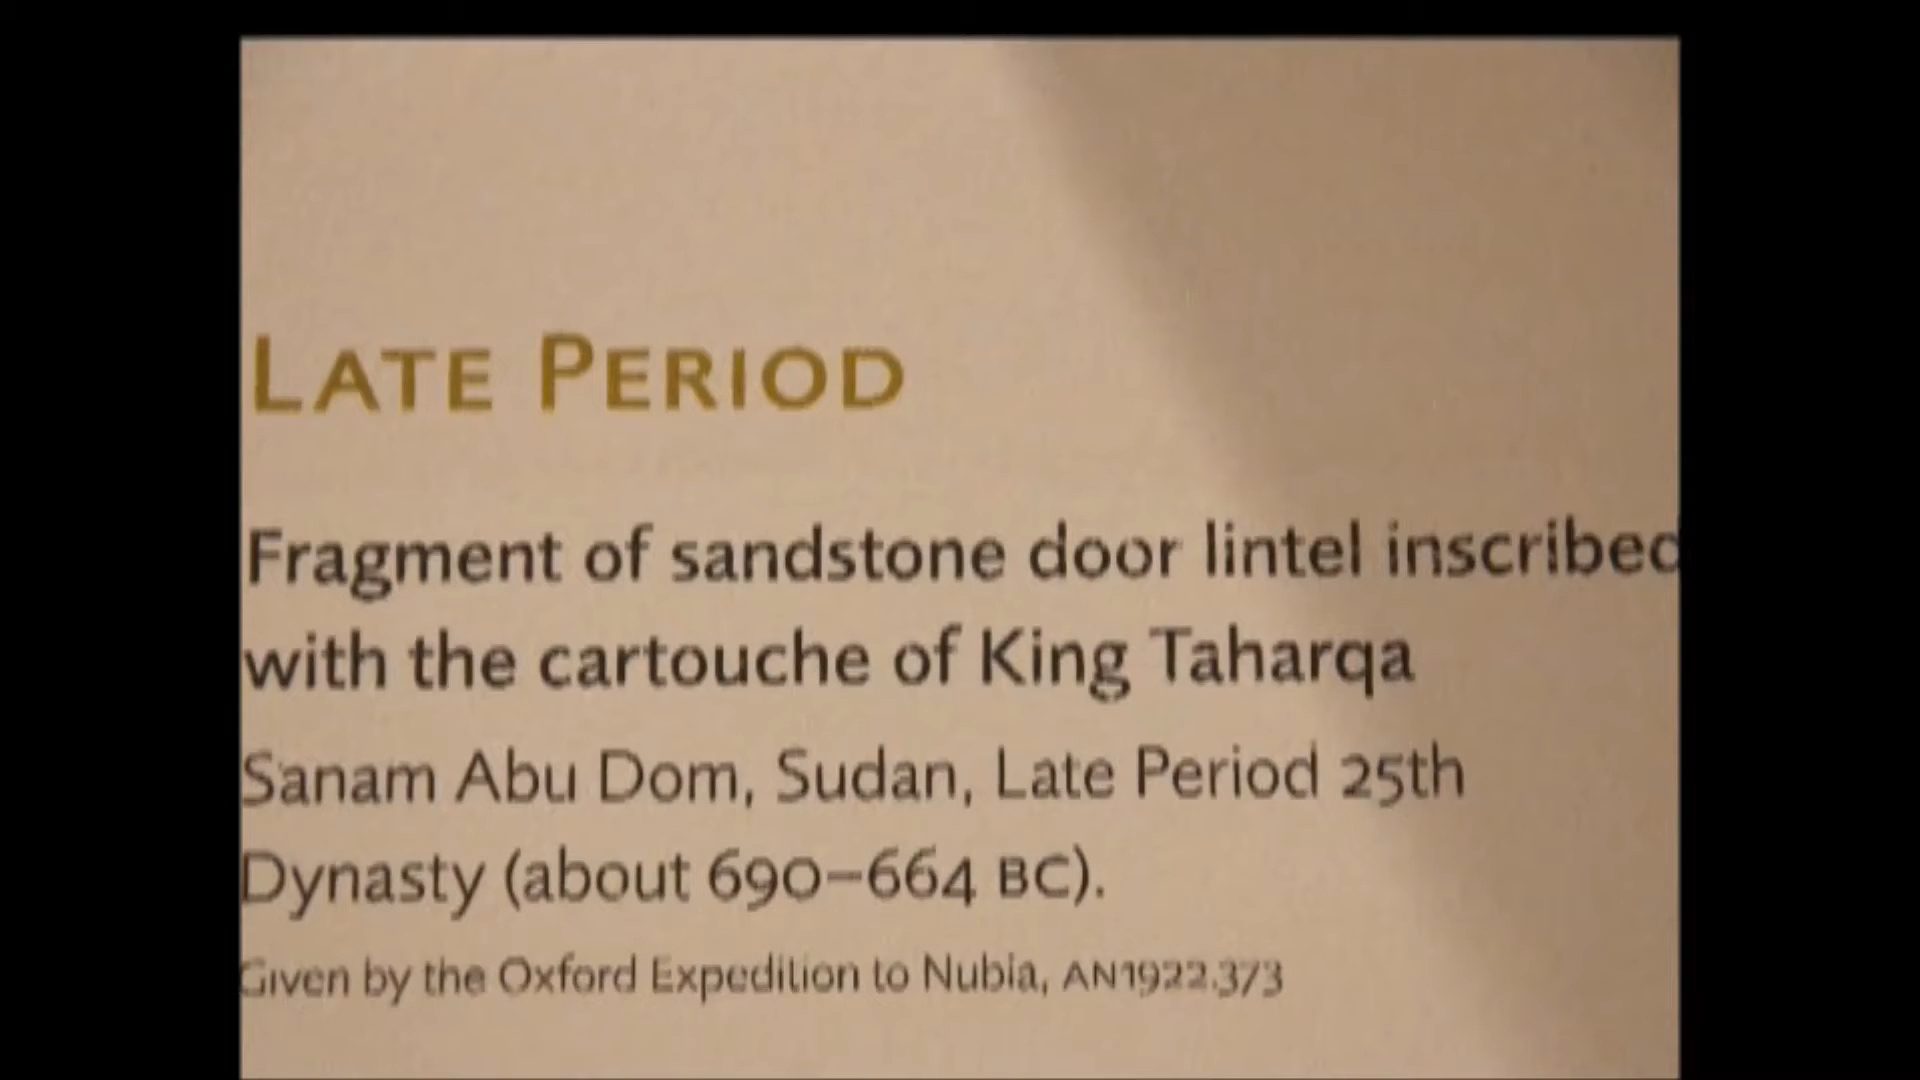 LATE PERIOD
Fragment of sandstone door lintel inscribed
with the cartouche of King Taharqa
Sanam Abu Dom, Sudan, Late Period 25th
Dynasty (about 690–664 BC).
Given by the Oxford Expedition to Nubia, AN1922.373